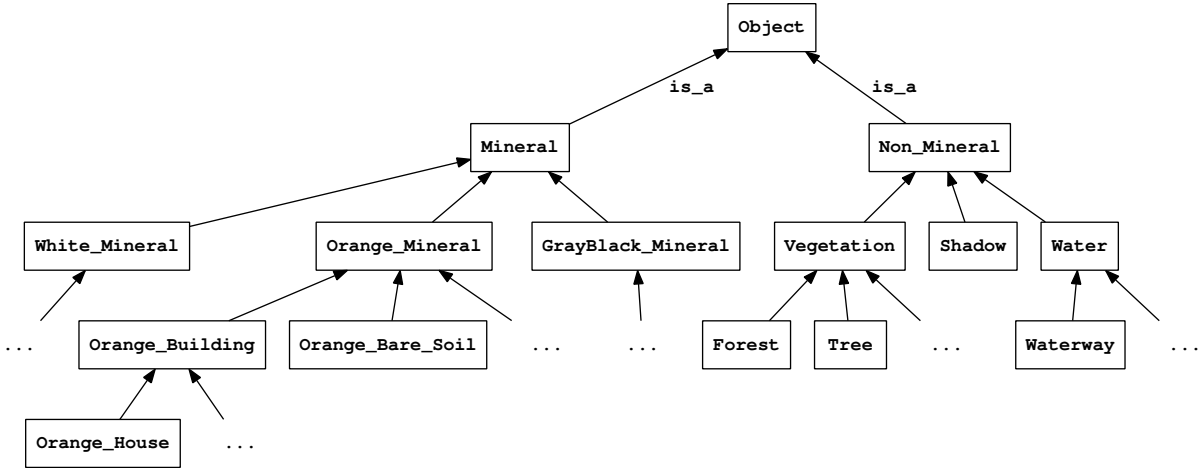 Object
is_a
is_a
Mineral
Non_Mineral
White_Mineral
Orange_Mineral
GrayBlack_Mineral
Vegetation
Shadow
Water
...
Orange_Building
Orange_Bare_Soil
...
...
Forest
Tree
...
Waterway
...
Orange_House
...